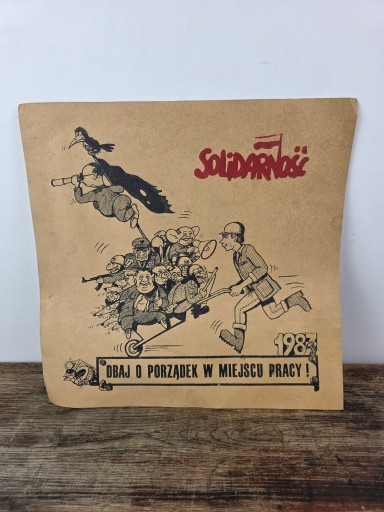 SOLIDARNOŚĆ
1983
DBAJ O PORZĄDEK W MIEJSCU PRACY!